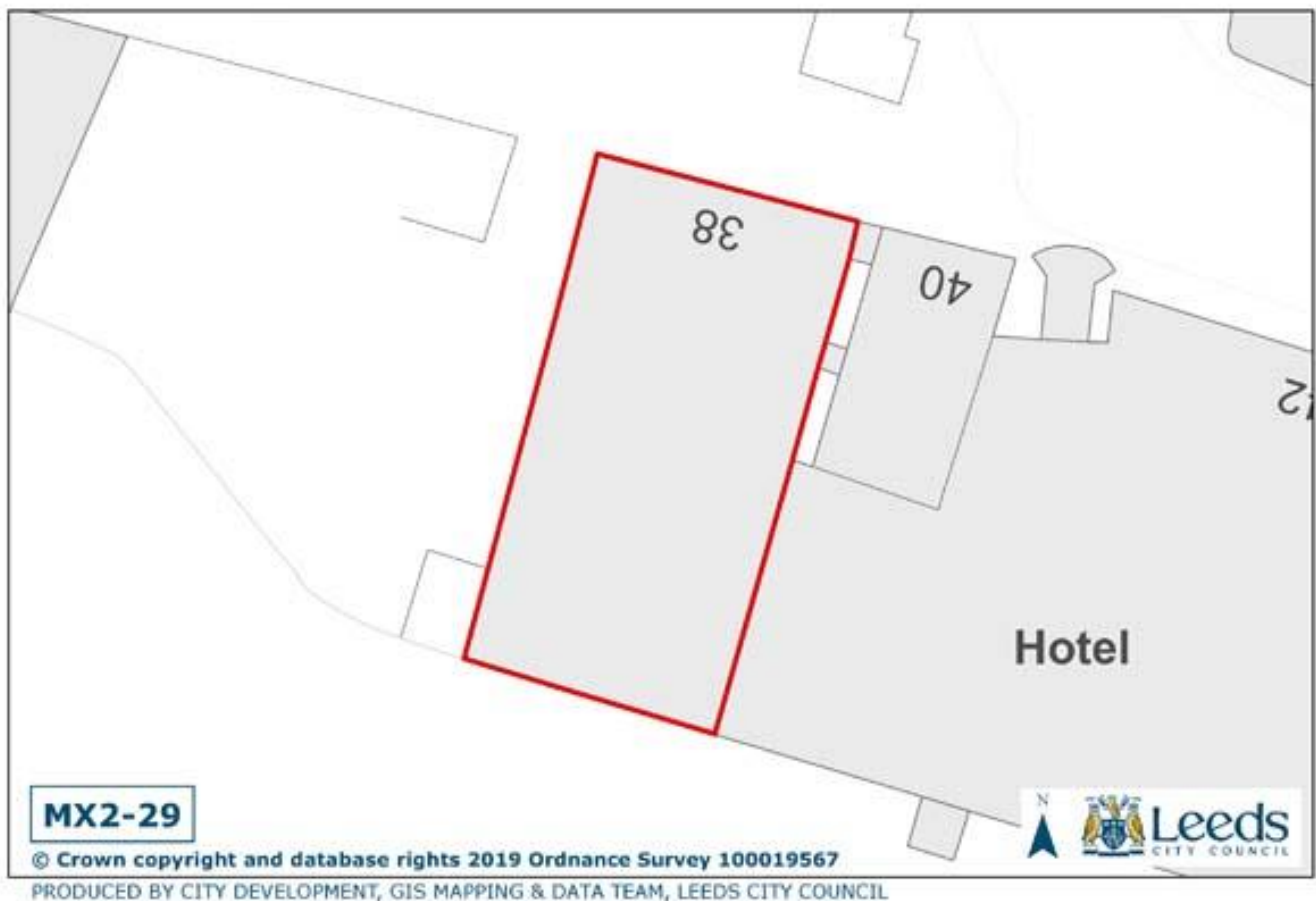 38
40
Hotel
MX2-29
N
Leeds
CITY COUNCIL
© Crown copyright and database rights 2019 Ordnance Survey 100019567
PRODUCED BY CITY DEVELOPMENT, GIS MAPPING & DATA TEAM, LEEDS CITY COUNCIL